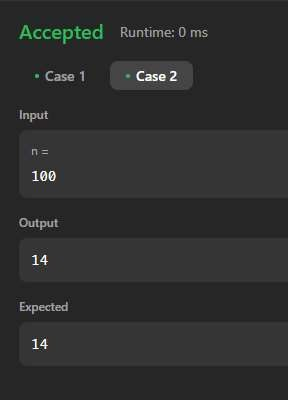 Accepted Runtime: 0 ms
• Case 1 • Case 2
Input
n =
100
Output
14
Expected
14